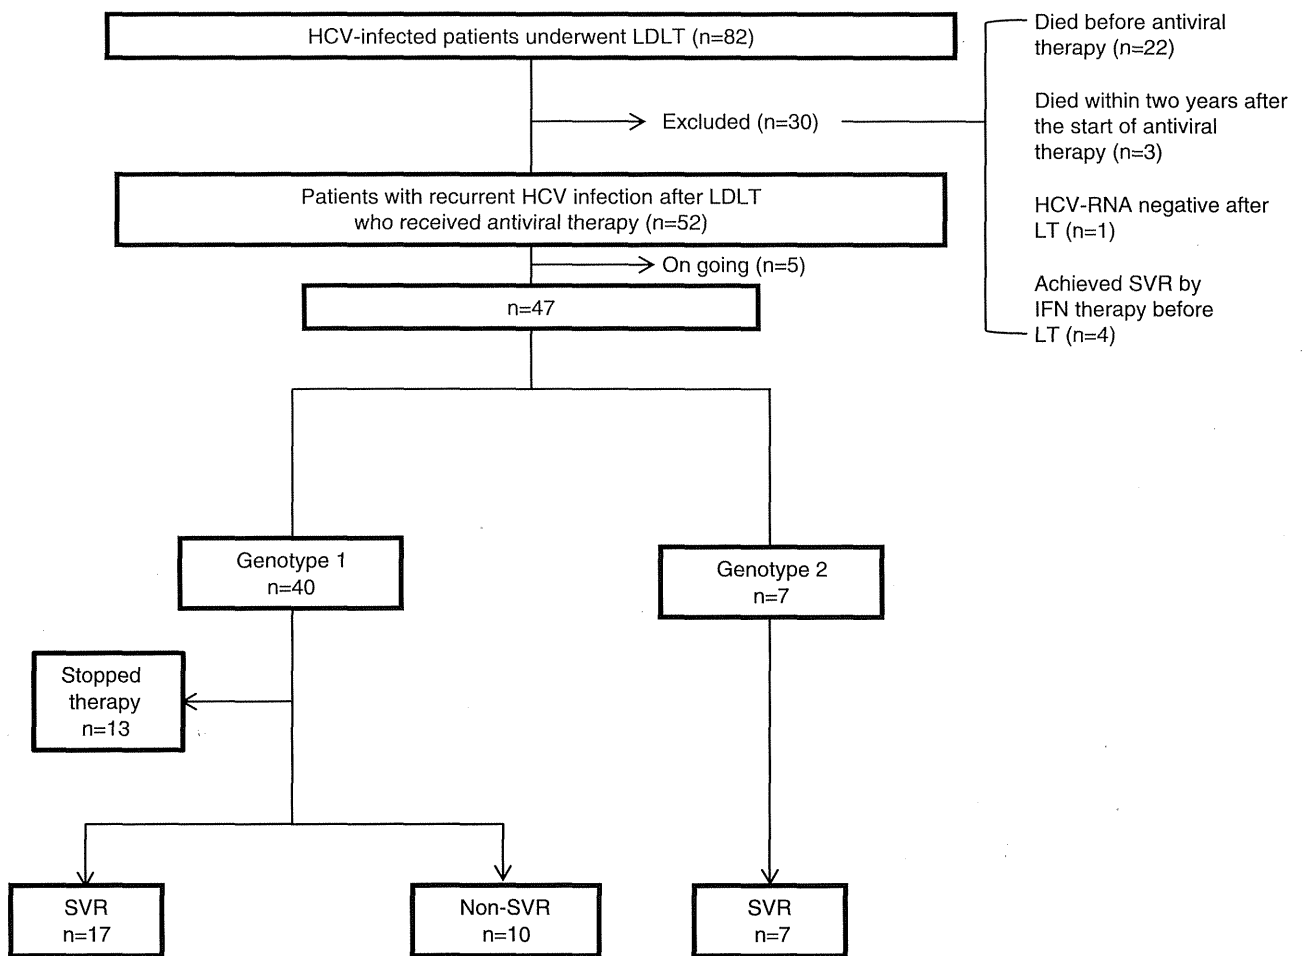 HCV-infected patients underwent LDLT (n=82)
Excluded (n=30)
Died before antiviral
therapy (n=22)
Died within two years after
the start of antiviral
therapy (n=3)
HCV-RNA negative after
LT (n=1)
Achieved SVR by
IFN therapy before
LT (n=4)
Patients with recurrent HCV infection after LDLT
who received antiviral therapy (n=52)
On going (n=5)
n=47
Genotype 1
n=40
Genotype 2
n=7
Stopped
therapy
n=13
SVR
n=17
Non-SVR
n=10
SVR
n=7